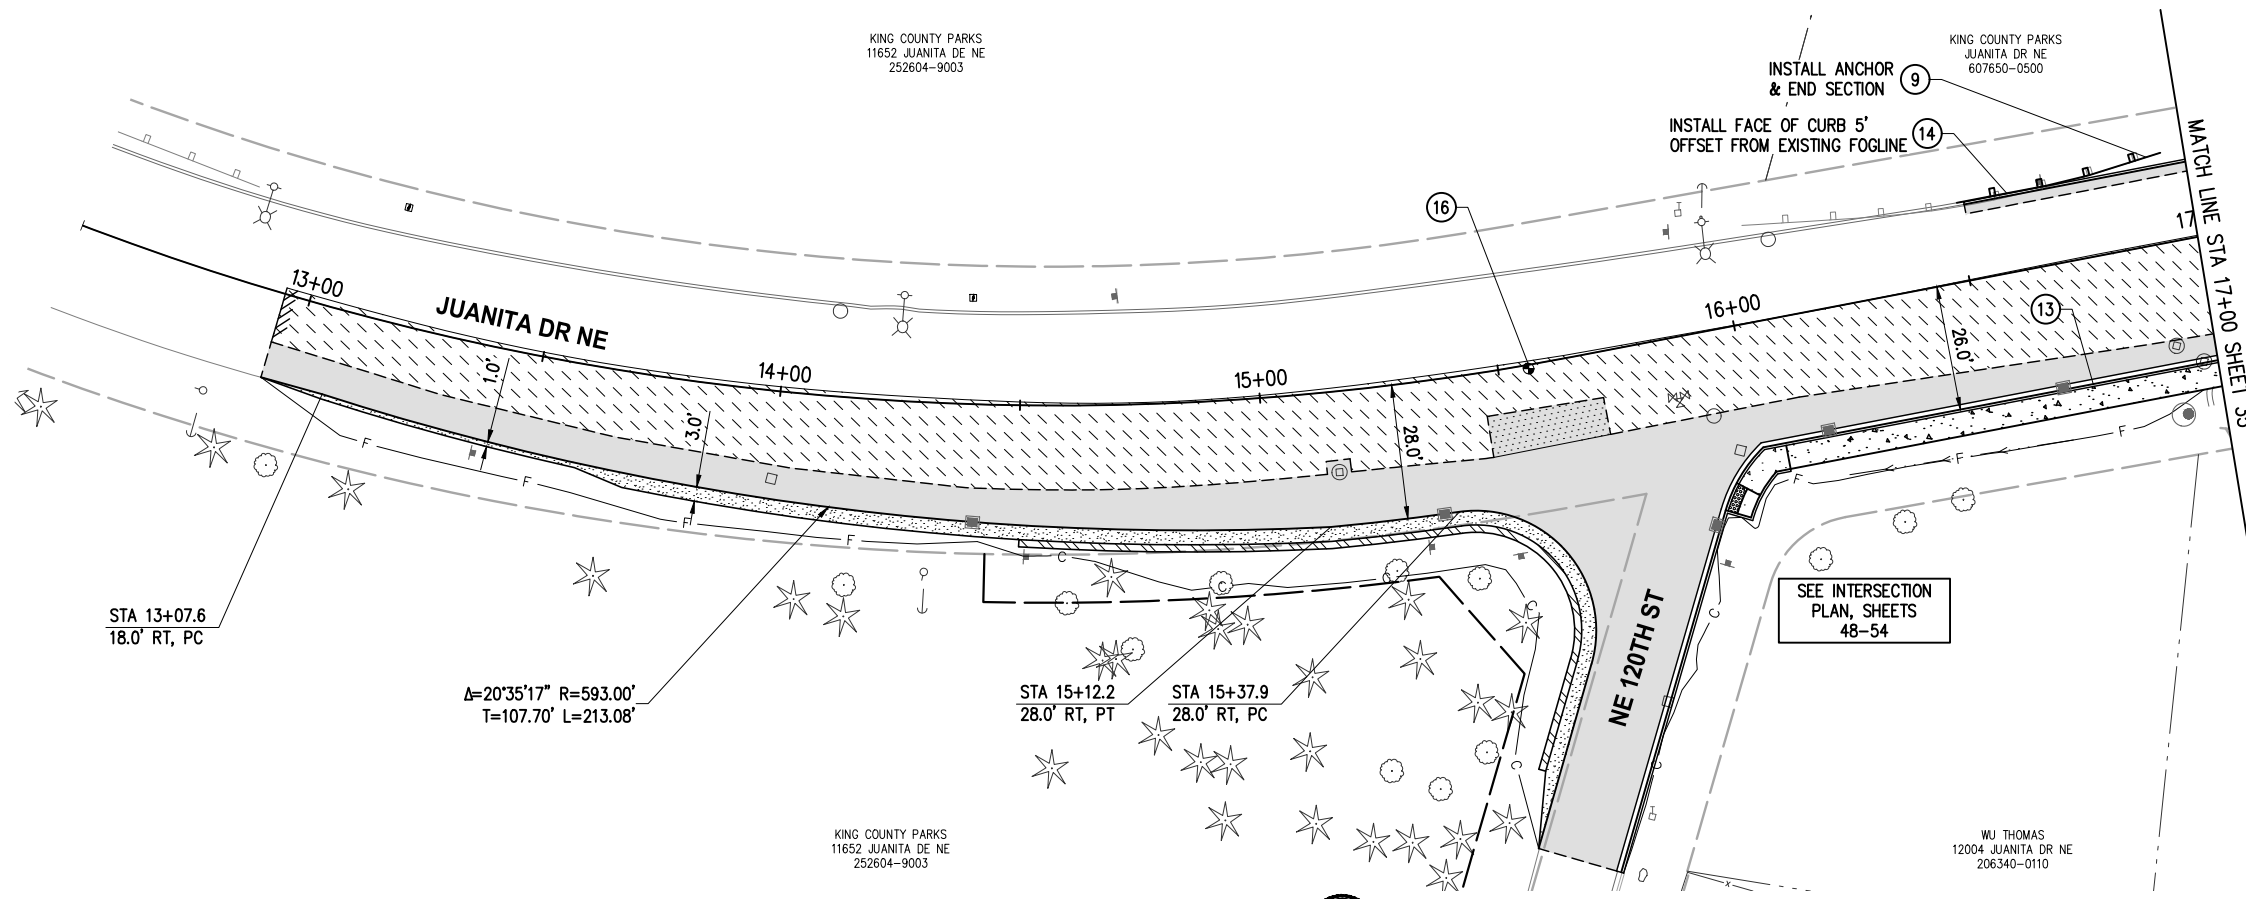 KING COUNTY PARKS
11652 JUANITA DE NE
252604-9003
KING COUNTY PARKS
JUANITA DR NE
607650-0500
INSTALL ANCHOR
& END SECTION
9
INSTALL FACE OF CURB 5'
OFFSET FROM EXISTING FOGLINE
14
MATCH LINE STA 17+00 SHEET
16
17
13+00
JUANITA DR NE
14+00
15+00
16+00
13
1.0'
3.0'
28.0'
26.0'
F
F
F
F
F
F
F
C
C
C
C
C
C
STA 13+07.6
18.0' RT, PC
Δ=20°35'17" R=593.00'
T=107.70' L=213.08'
STA 15+12.2
28.0' RT, PT
STA 15+37.9
28.0' RT, PC
NE 120TH ST
SEE INTERSECTION
PLAN, SHEETS
48-54
KING COUNTY PARKS
11652 JUANITA DE NE
252604-9003
WU THOMAS
12004 JUANITA DR NE
206340-0110
x